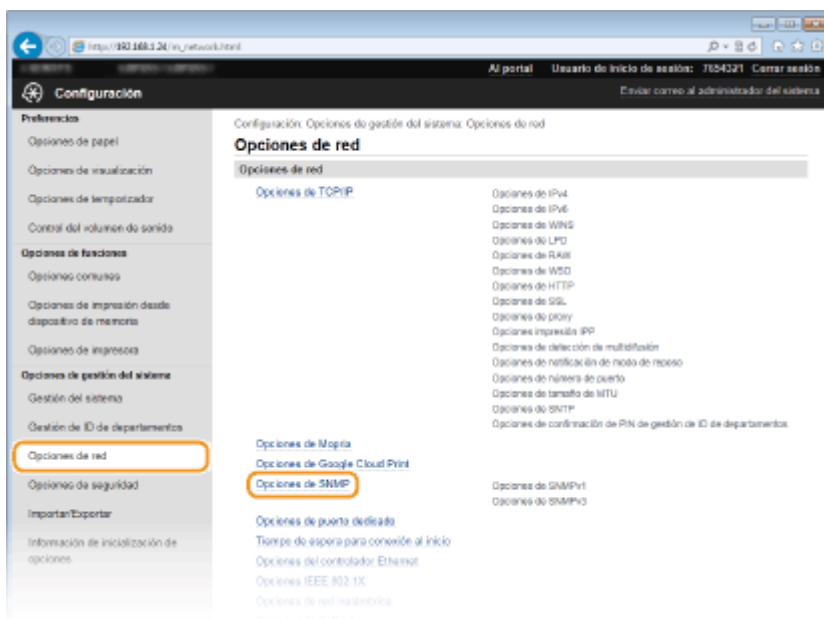 http://192.168.1.24/m_network.html
Al portal Usuario de inicio de sesión: 7654321 Cerrar sesión
Configuración
Enviar correo al administrador del sistema
Preferencias
Opciones de papel
Opciones de visualización
Opciones de temporizador
Control del volumen de sonido
Opciones de funciones
Opciones comunes
Opciones de impresión desde
dispositivo de memoria
Opciones de impresora
Opciones de gestión del sistema
Gestión del sistema
Gestión de ID de departamentos
Opciones de red
Opciones de seguridad
Importar/Exportar
Información de inicialización de
opciones
Configuración: Opciones de gestión del sistema: Opciones de red
Opciones de red
Opciones de red
Opciones de TCP/IP
Opciones de IPv4
Opciones de IPv6
Opciones de WINS
Opciones de LPD
Opciones de RAW
Opciones de WSD
Opciones de HTTP
Opciones de SSL
Opciones de proxy
Opciones impresión IPP
Opciones de detección de multidifusión
Opciones de notificación de modo de reposo
Opciones de número de puerto
Opciones de tamaño de MTU
Opciones de SNTP
Opciones de confirmación de PIN de gestión de ID de departamentos
Opciones de Mopria
Opciones de Google Cloud Print
Opciones de SNMP
Opciones de SNMPv1
Opciones de SNMPv3
Opciones de puerto dedicado
Tiempo de espera para conexión al inicio
Opciones del controlador Ethernet
Opciones IEEE 802.1X
Opciones de red inalámbrica